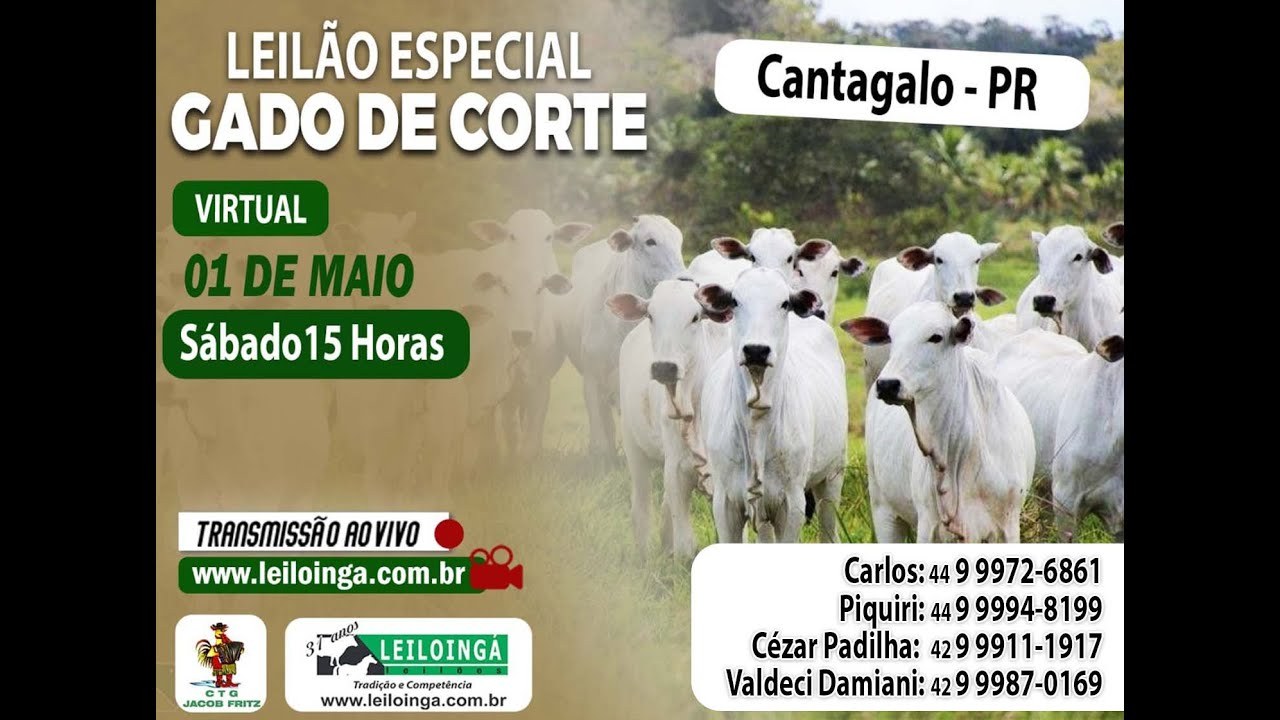 LEILÃO ESPECIAL
GADO DE CORTE
Cantagalo - PR
VIRTUAL
01 DE MAIO
Sábado15 Horas
TRANSMISSÃO AO VIVO
www.leiloinga.com.br
CTG
JACOB FRITZ
37 anos
LEILOINGÁ
leilões
Tradição e Competência
www.leiloinga.com.br
Carlos: 44 9 9972-6861
Piquiri: 44 9 9994-8199
Cézar Padilha: 42 9 9911-1917
Valdeci Damiani: 42 9 9987-0169